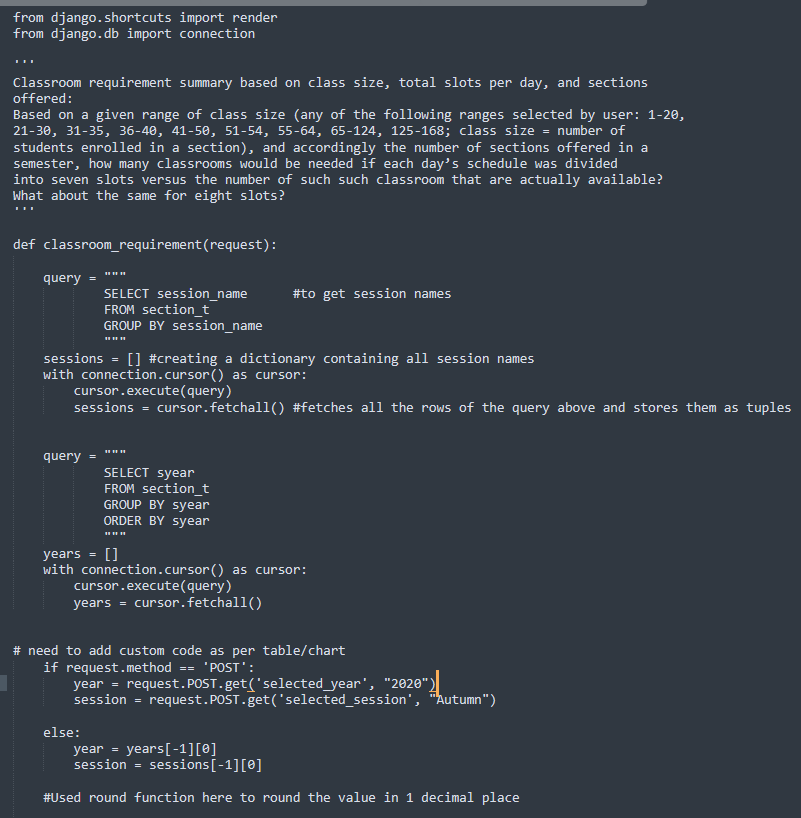 from django.shortcuts import render
from django.db import connection
'''
Classroom requirement summary based on class size, total slots per day, and sections
offered:
Based on a given range of class size (any of the following ranges selected by user: 1-20,
21-30, 31-35, 36-40, 41-50, 51-54, 55-64, 65-124, 125-168; class size = number of
students enrolled in a section), and accordingly the number of sections offered in a
semester, how many classrooms would be needed if each day’s schedule was divided
into seven slots versus the number of such such classroom that are actually available?
What about the same for eight slots?
'''
def classroom_requirement(request):
    query = """
            SELECT session_name      #to get session names
            FROM section_t
            GROUP BY session_name
            """
    sessions = [] #creating a dictionary containing all session names
    with connection.cursor() as cursor:
        cursor.execute(query)
        sessions = cursor.fetchall() #fetches all the rows of the query above and stores them as tuples
    query = """
            SELECT syear
            FROM section_t
            GROUP BY syear
            ORDER BY syear
            """
    years = []
    with connection.cursor() as cursor:
        cursor.execute(query)
        years = cursor.fetchall()
# need to add custom code as per table/chart
    if request.method == 'POST':
        year = request.POST.get('selected_year', "2020")
        session = request.POST.get('selected_session', "Autumn")
    else:
        year = years[-1][0]
        session = sessions[-1][0]
    #Used round function here to round the value in 1 decimal place